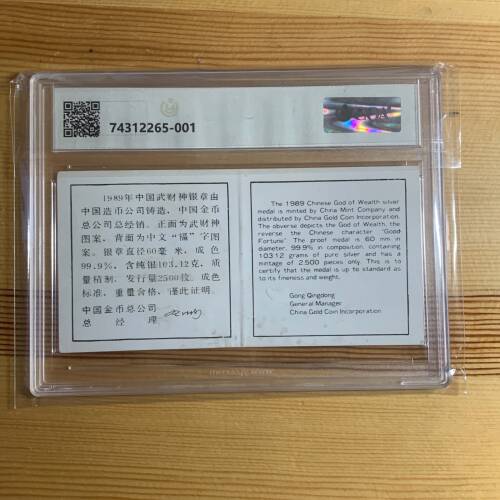 74312265-001
1989年中国武财神银章由
中国造币公司铸造，中国金币
总公司总经销。正面为武财神
图案，背面为中文“福”字图
案。银章直径60毫米，成色
99.9%，含纯银103.12克，质
量精制，发行量2500枚。成色
标准，重量合格，谨此证明。
中国金币总公司
总经理
The 1989 Chinese God of Wealth silver
medal is minted by China Mint Company and
distributed by China Gold Coin Incorporation.
The obverse depicts the God of Wealth, the
reverse the Chinese character "Good
Fortune". The proof medal is 60 mm in
diameter, 99.9% in composition, containing
103.12 grams of pure silver and has a
mintage of 2,500 pieces only. This is to
certify that the medal is up to standard as
to its fineness and weight.
Gong Qingdong
General Manager
China Gold Coin Incorporation